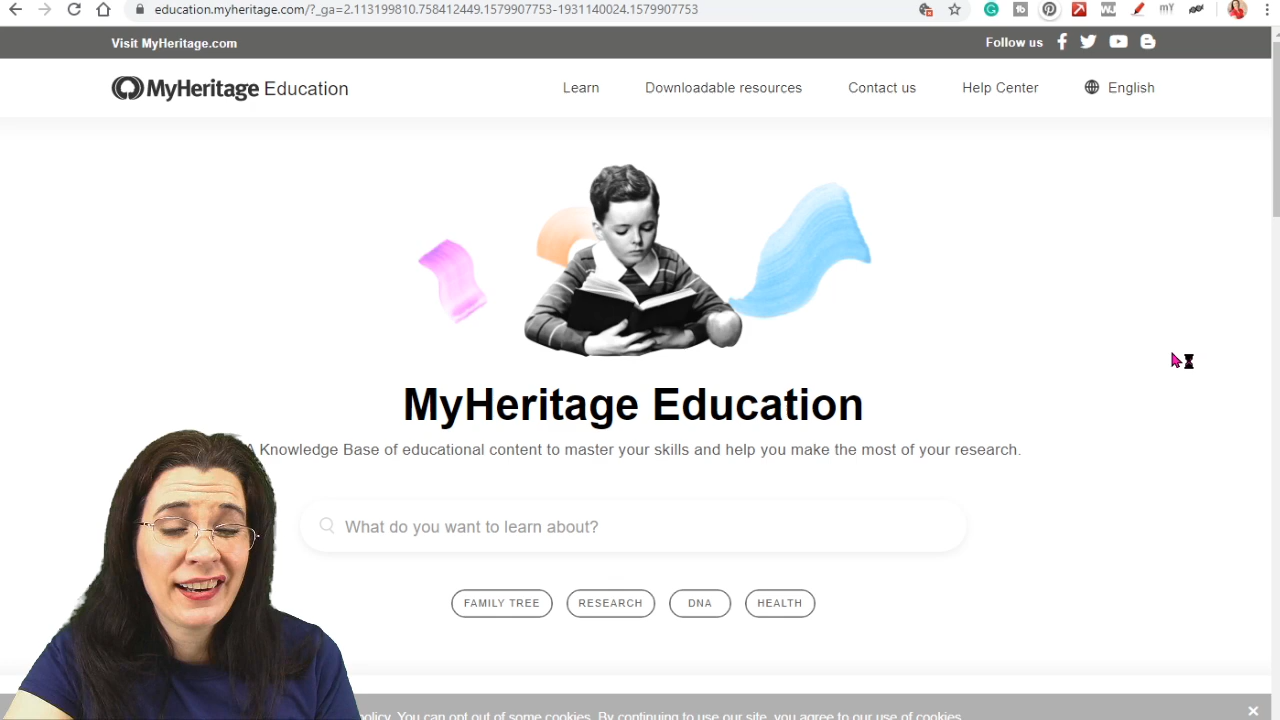 education.myheritage.com/?_ga=2.113199810.758412449.1579907753-1931140024.1579907753
Visit MyHeritage.com
Follow us
MyHeritage Education
Learn
Downloadable resources
Contact us
Help Center
English
MyHeritage Education
A Knowledge Base of educational content to master your skills and help you make the most of your research.
What do you want to learn about?
FAMILY TREE
RESEARCH
DNA
HEALTH
policy. You can opt out of some cookies. By continuing to use our site, you agree to our use of cookies.